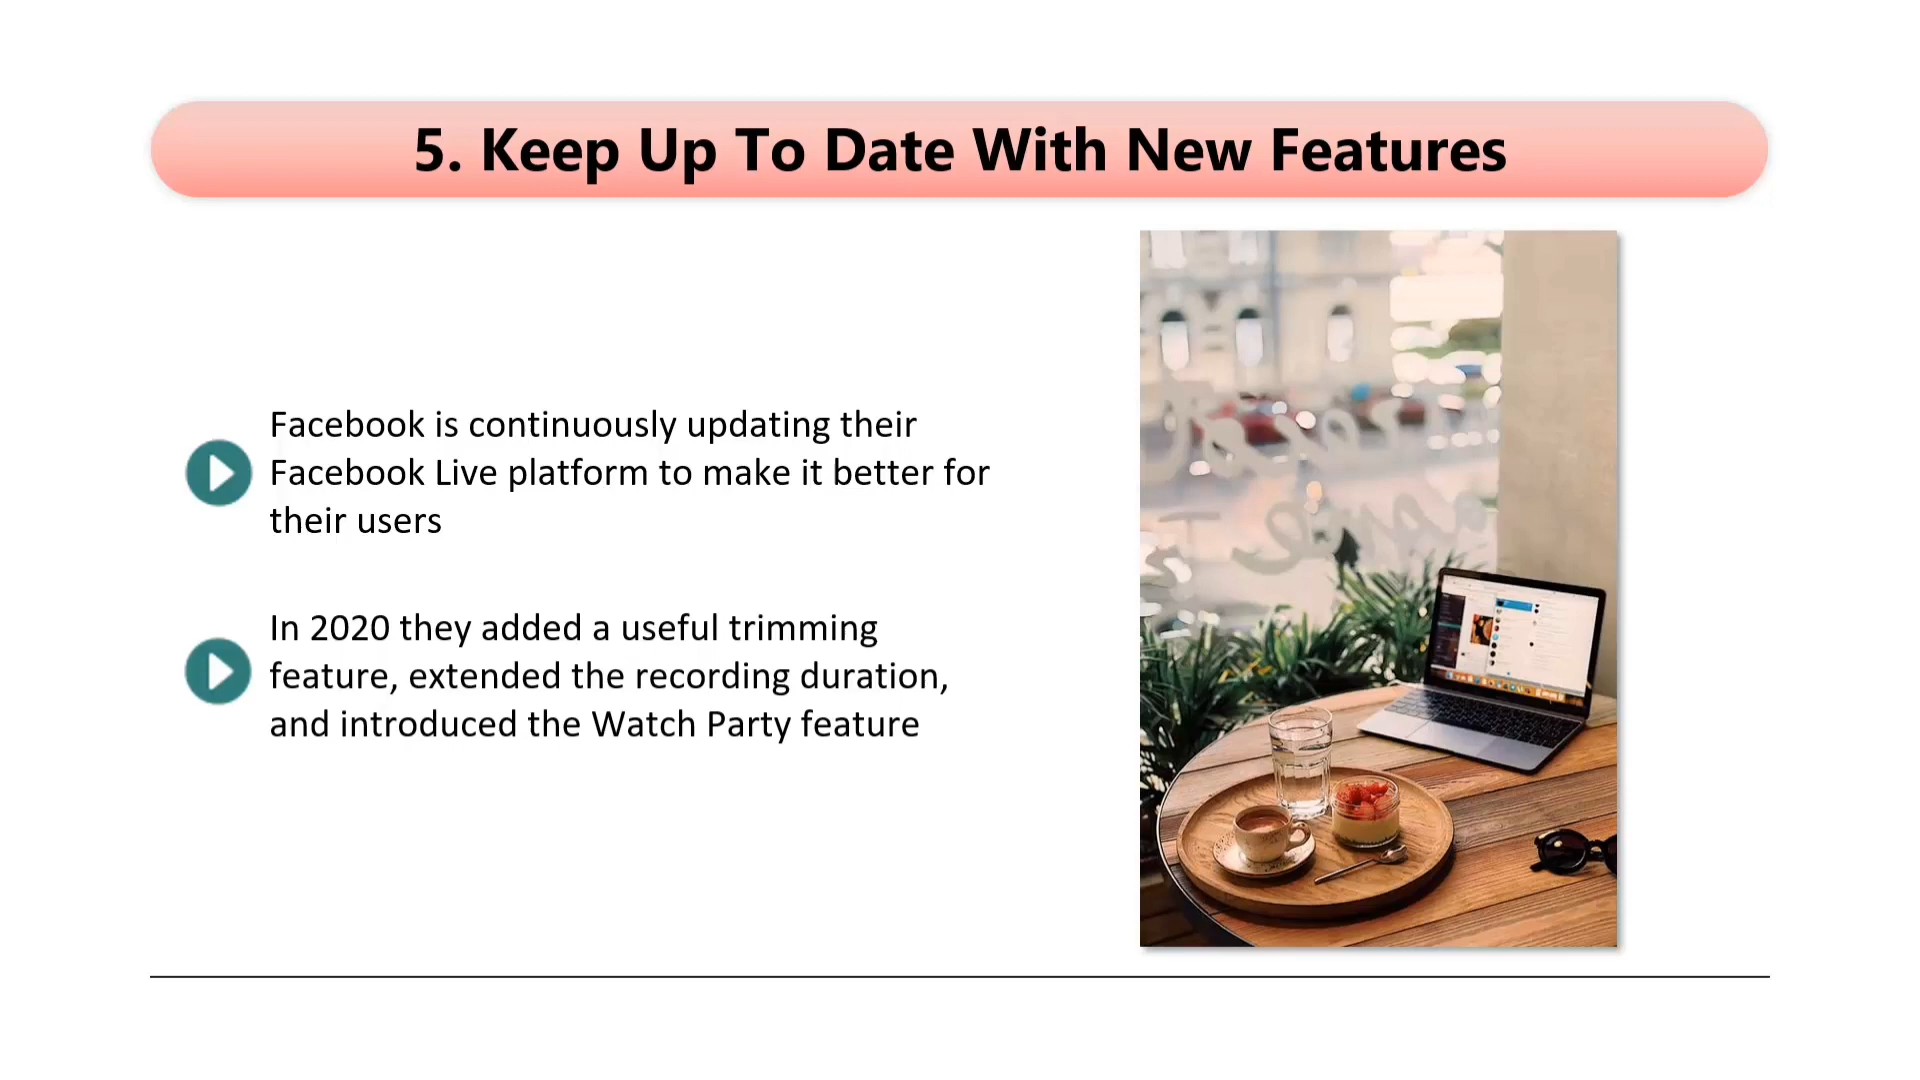 5. Keep Up To Date With New Features
Facebook is continuously updating their
Facebook Live platform to make it better for
their users
In 2020 they added a useful trimming
feature, extended the recording duration,
and introduced the Watch Party feature